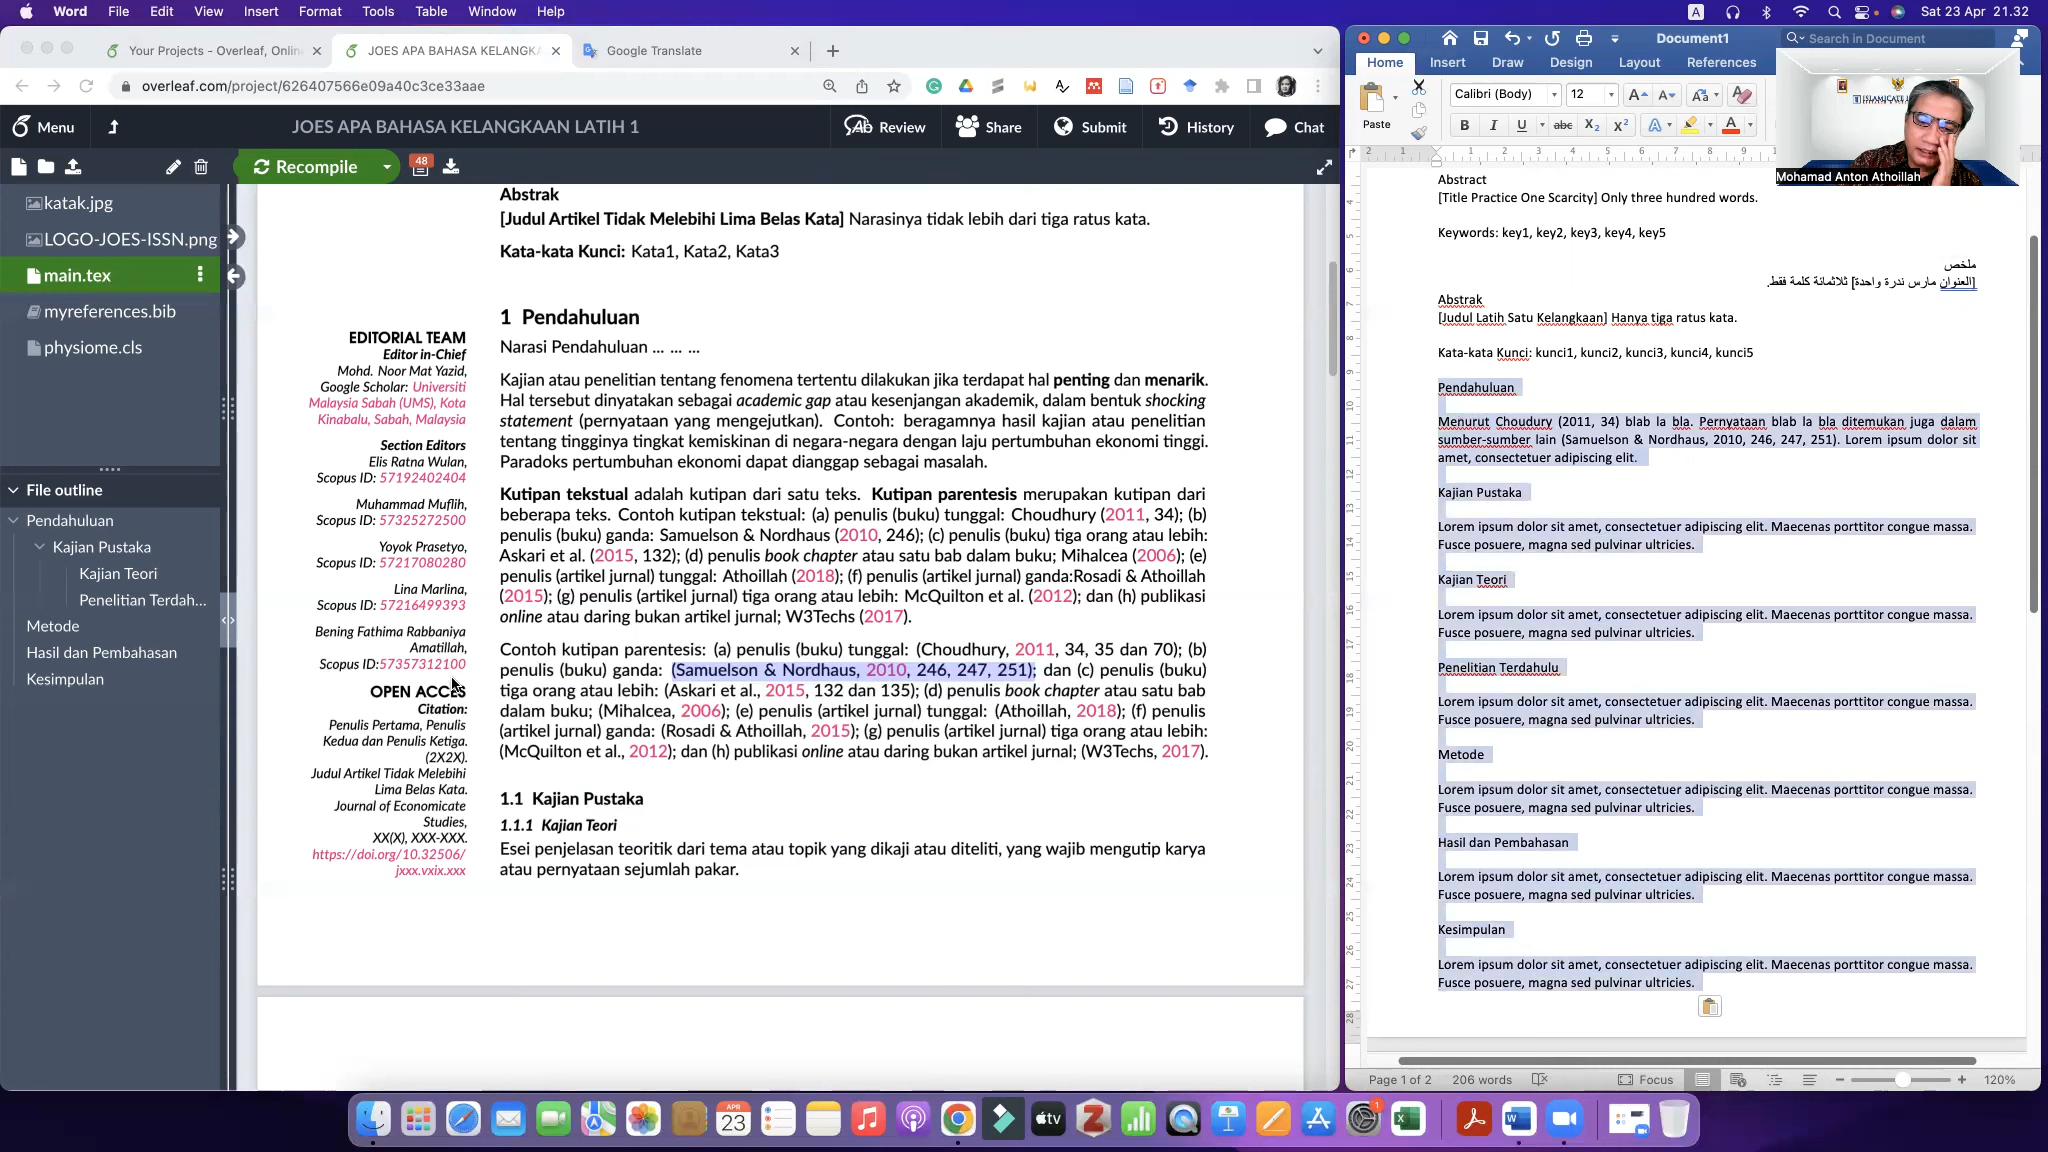 Word File Edit View Insert Format Tools Table Window Help
A Sat 23 Apr 21.32
Your Projects - Overleaf, Onlin
JOES APA BAHASA KELANGKA
Google Translate
overleaf.com/project/626407566e09a40c3ce33aae
Menu
JOES APA BAHASA KELANGKAAN LATIH 1
Review
Share
Submit
History
Chat
Recompile
48
katak.jpg
LOGO-JOES-ISSN.png
main.tex
myreferences.bib
physiome.cls
File outline
Pendahuluan
Kajian Pustaka
Kajian Teori
Penelitian Terdah...
Metode
Hasil dan Pembahasan
Kesimpulan
EDITORIAL TEAM
Editor in-Chief
Mohd. Noor Mat Yazid,
Google Scholar: Universiti
Malaysia Sabah (UMS), Kota
Kinabalu, Sabah, Malaysia
Section Editors
Elis Ratna Wulan,
Scopus ID: 57192402404
Muhammad Muflih,
Scopus ID: 57325272500
Yoyok Prasetyo,
Scopus ID: 57217080280
Lina Marlina,
Scopus ID: 57216499393
Bening Fathima Rabbaniya
Amatillah,
Scopus ID:57357312100
OPEN ACCES
Citation:
Penulis Pertama, Penulis
Kedua dan Penulis Ketiga.
(2X2X).
Judul Artikel Tidak Melebihi
Lima Belas Kata.
Journal of Economicate
Studies,
XX(X), XXX-XXX.
https://doi.org/10.32506/
jxxx.vxix.xxx
Abstrak
[Judul Artikel Tidak Melebihi Lima Belas Kata] Narasinya tidak lebih dari tiga ratus kata.
Kata-kata Kunci: Kata1, Kata2, Kata3
1 Pendahuluan
Narasi Pendahuluan ... ... ...
Kajian atau penelitian tentang fenomena tertentu dilakukan jika terdapat hal penting dan menarik.
Hal tersebut dinyatakan sebagai academic gap atau kesenjangan akademik, dalam bentuk shocking
statement (pernyataan yang mengejutkan). Contoh: beragamnya hasil kajian atau penelitian
tentang tingginya tingkat kemiskinan di negara-negara dengan laju pertumbuhan ekonomi tinggi.
Paradoks pertumbuhan ekonomi dapat dianggap sebagai masalah.
Kutipan tekstual adalah kutipan dari satu teks. Kutipan parentesis merupakan kutipan dari
beberapa teks. Contoh kutipan tekstual: (a) penulis (buku) tunggal: Choudhury (2011, 34); (b)
penulis (buku) ganda: Samuelson & Nordhaus (2010, 246); (c) penulis (buku) tiga orang atau lebih:
Askari et al. (2015, 132); (d) penulis book chapter atau satu bab dalam buku; Mihalcea (2006); (e)
penulis (artikel jurnal) tunggal: Athoillah (2018); (f) penulis (artikel jurnal) ganda:Rosadi & Athoillah
(2015); (g) penulis (artikel jurnal) tiga orang atau lebih: McQuilton et al. (2012); dan (h) publikasi
online atau daring bukan artikel jurnal; W3Techs (2017).
Contoh kutipan parentesis: (a) penulis (buku) tunggal: (Choudhury, 2011, 34, 35 dan 70); (b)
penulis (buku) ganda: (Samuelson & Nordhaus, 2010, 246, 247, 251); dan (c) penulis (buku)
tiga orang atau lebih: (Askari et al., 2015, 132 dan 135); (d) penulis book chapter atau satu bab
dalam buku; (Mihalcea, 2006); (e) penulis (artikel jurnal) tunggal: (Athoillah, 2018); (f) penulis
(artikel jurnal) ganda: (Rosadi & Athoillah, 2015); (g) penulis (artikel jurnal) tiga orang atau lebih:
(McQuilton et al., 2012); dan (h) publikasi online atau daring bukan artikel jurnal; (W3Techs, 2017).
1.1 Kajian Pustaka
1.1.1 Kajian Teori
Esei penjelasan teoritik dari tema atau topik yang dikaji atau diteliti, yang wajib mengutip karya
atau pernyataan sejumlah pakar.
Document1
Search in Document
Home Insert Draw Design Layout References
Paste
Calibri (Body) 12
Mohamad Anton Athoillah
Abstract
[Title Practice One Scarcity] Only three hundred words.
Keywords: key1, key2, key3, key4, key5
ملخص
[العنوان مارس ندرة واحدة] ثلاثمائة كلمة فقط.
Abstrak
[Judul Latih Satu Kelangkaan] Hanya tiga ratus kata.
Kata-kata Kunci: kunci1, kunci2, kunci3, kunci4, kunci5
Pendahuluan
Menurut Choudury (2011, 34) blab la bla. Pernyataan blab la bla ditemukan juga dalam
sumber-sumber lain (Samuelson & Nordhaus, 2010, 246, 247, 251). Lorem ipsum dolor sit
amet, consectetuer adipiscing elit.
Kajian Pustaka
Lorem ipsum dolor sit amet, consectetuer adipiscing elit. Maecenas porttitor congue massa.
Fusce posuere, magna sed pulvinar ultricies.
Kajian Teori
Lorem ipsum dolor sit amet, consectetuer adipiscing elit. Maecenas porttitor congue massa.
Fusce posuere, magna sed pulvinar ultricies.
Penelitian Terdahulu
Lorem ipsum dolor sit amet, consectetuer adipiscing elit. Maecenas porttitor congue massa.
Fusce posuere, magna sed pulvinar ultricies.
Metode
Lorem ipsum dolor sit amet, consectetuer adipiscing elit. Maecenas porttitor congue massa.
Fusce posuere, magna sed pulvinar ultricies.
Hasil dan Pembahasan
Lorem ipsum dolor sit amet, consectetuer adipiscing elit. Maecenas porttitor congue massa.
Fusce posuere, magna sed pulvinar ultricies.
Kesimpulan
Lorem ipsum dolor sit amet, consectetuer adipiscing elit. Maecenas porttitor congue massa.
Fusce posuere, magna sed pulvinar ultricies.
Page 1 of 2 206 words Focus 120%
APR
23
tv